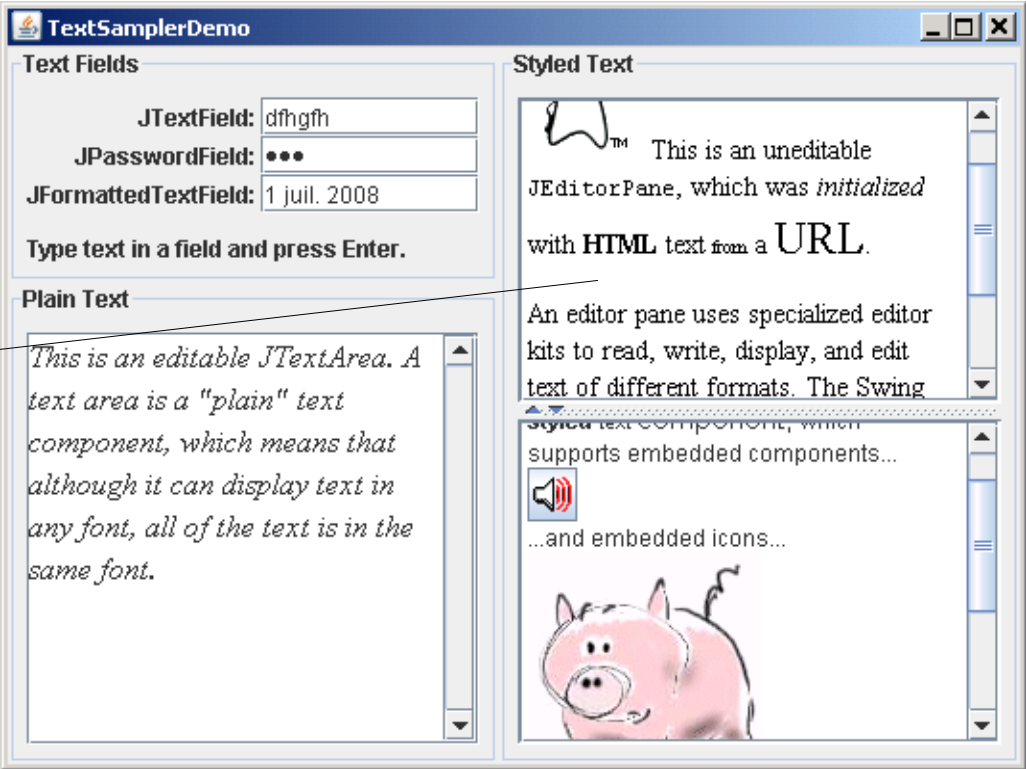 TextSamplerDemo
Text Fields
JTextField: dfhgfh
JPasswordField: •••
JFormattedTextField: 1 juil. 2008
Type text in a field and press Enter.
Plain Text
This is an editable JTextArea. A
text area is a "plain" text
component, which means that
although it can display text in
any font, all of the text is in the
same font.
Styled Text
™ This is an uneditable
JEditorPane, which was initialized
with HTML text from a URL.
An editor pane uses specialized editor
kits to read, write, display, and edit
text of different formats. The Swing
styled text component, which
supports embedded components...
...and embedded icons...